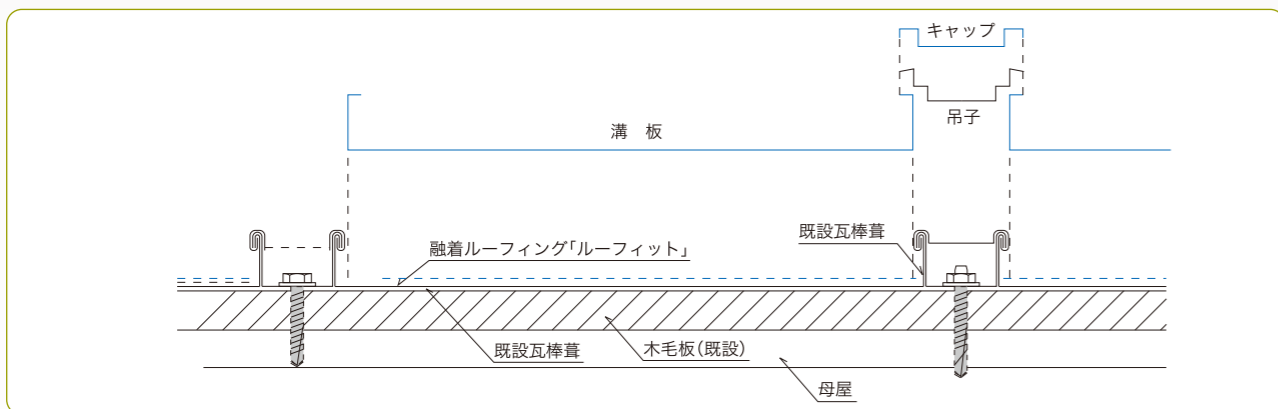 キャップ
吊子
溝 板
既設瓦棒葺
融着ルーフィング「ルーフィット」
既設瓦棒葺
木毛板(既設)
母屋